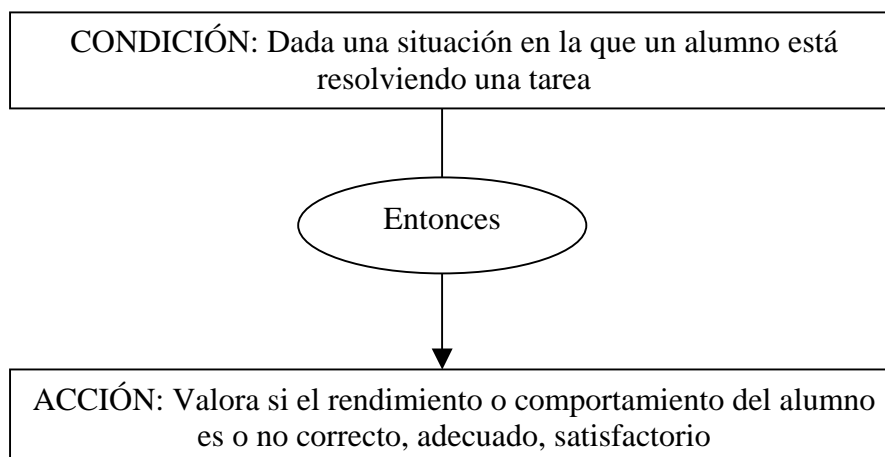 CONDICIÓN: Dada una situación en la que un alumno está
resolviendo una tarea
Entonces
ACCIÓN: Valora si el rendimiento o comportamiento del alumno
es o no correcto, adecuado, satisfactorio